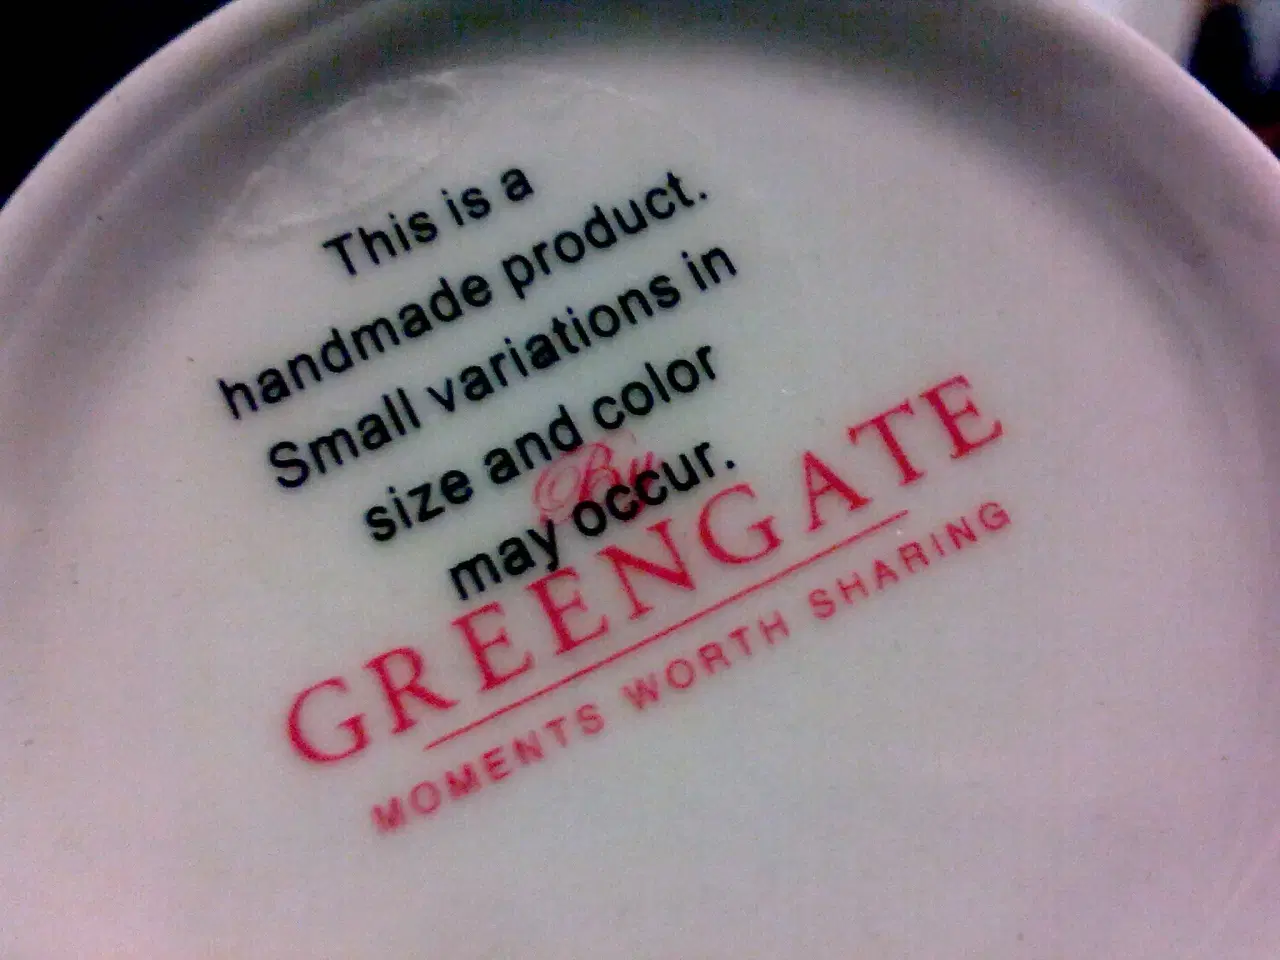 This is a
handmade product.
Small variations in
size and color
may occur.
By
GREENGATE
MOMENTS WORTH SHARING